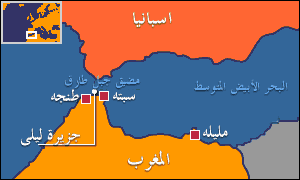 اسبانيا
مضيق جبل طارق
البحر الأبيض المتوسط
طنجه
سبته
جزيرة ليلى
مليله
المغرب